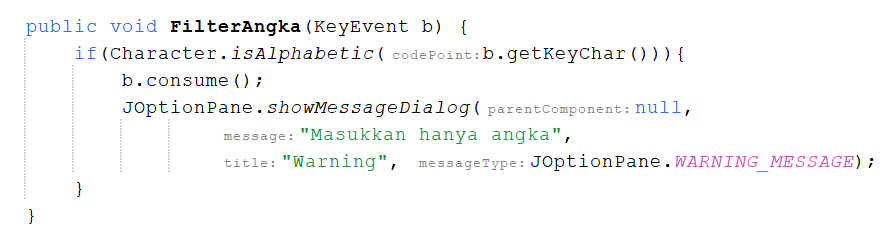 public void FilterAngka(KeyEvent b) {
if(Character.isAlphabetic( codePoint: b.getKeyChar())){
b.consume();
JOptionPane.showMessageDialog( parentComponent: null,
message: "Masukkan hanya angka",
title: "Warning", messageType: JOptionPane.WARNING_MESSAGE);
}
}